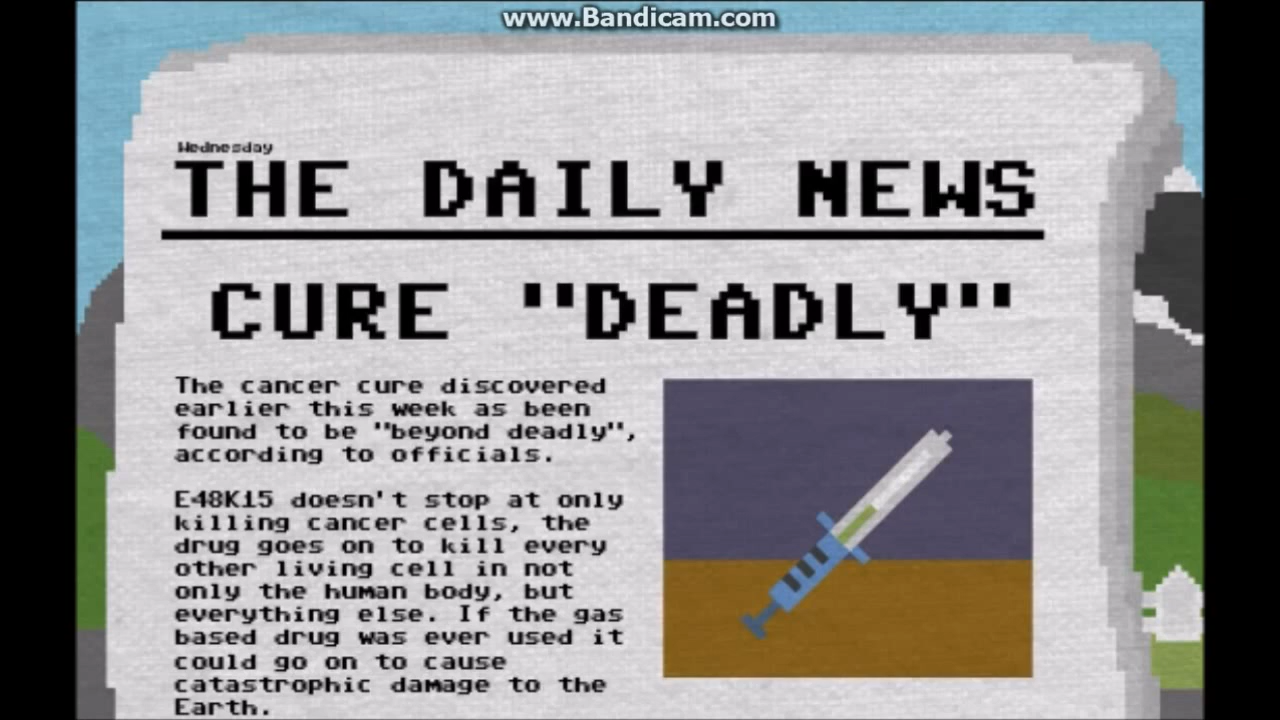 www.Bandicam.com
Wednesday
THE DAILY NEWS
CURE "DEADLY"
The cancer cure discovered
earlier this week as been
found to be "beyond deadly",
according to officials.
E48K15 doesn't stop at only
killing cancer cells, the
drug goes on to kill every
other living cell in not
only the human body, but
everything else. If the gas
based drug was ever used it
could go on to cause
catastrophic damage to the
Earth.